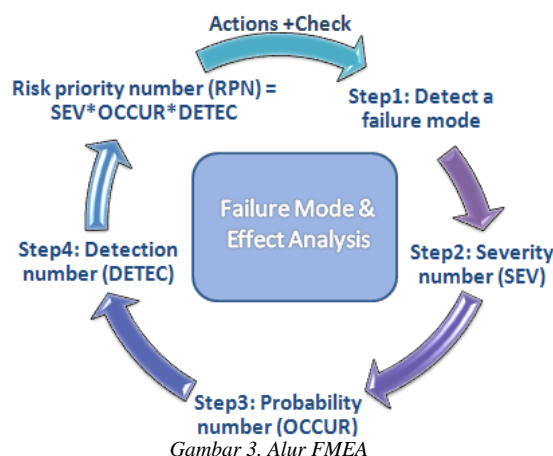 Actions +Check
Risk priority number (RPN) =
SEV*OCCUR*DETEC
Step1: Detect a
failure mode
Failure Mode &
Effect Analysis
Step2: Severity
number (SEV)
Step4: Detection
number (DETEC)
Step3: Probability
number (OCCUR)
Gambar 3. Alur FMEA